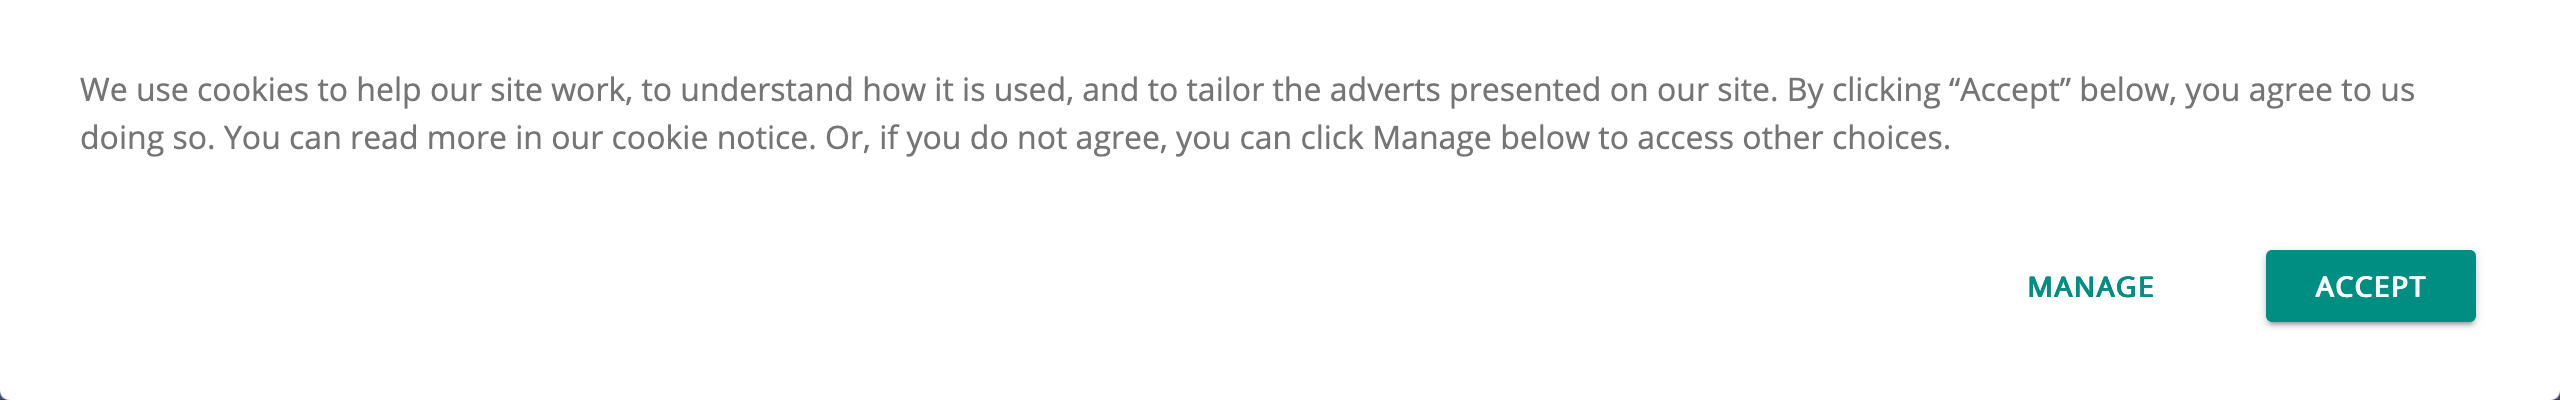 We use cookies to help our site work, to understand how it is used, and to tailor the adverts presented on our site. By clicking “Accept” below, you agree to us
doing so. You can read more in our cookie notice. Or, if you do not agree, you can click Manage below to access other choices.
MANAGE
ACCEPT